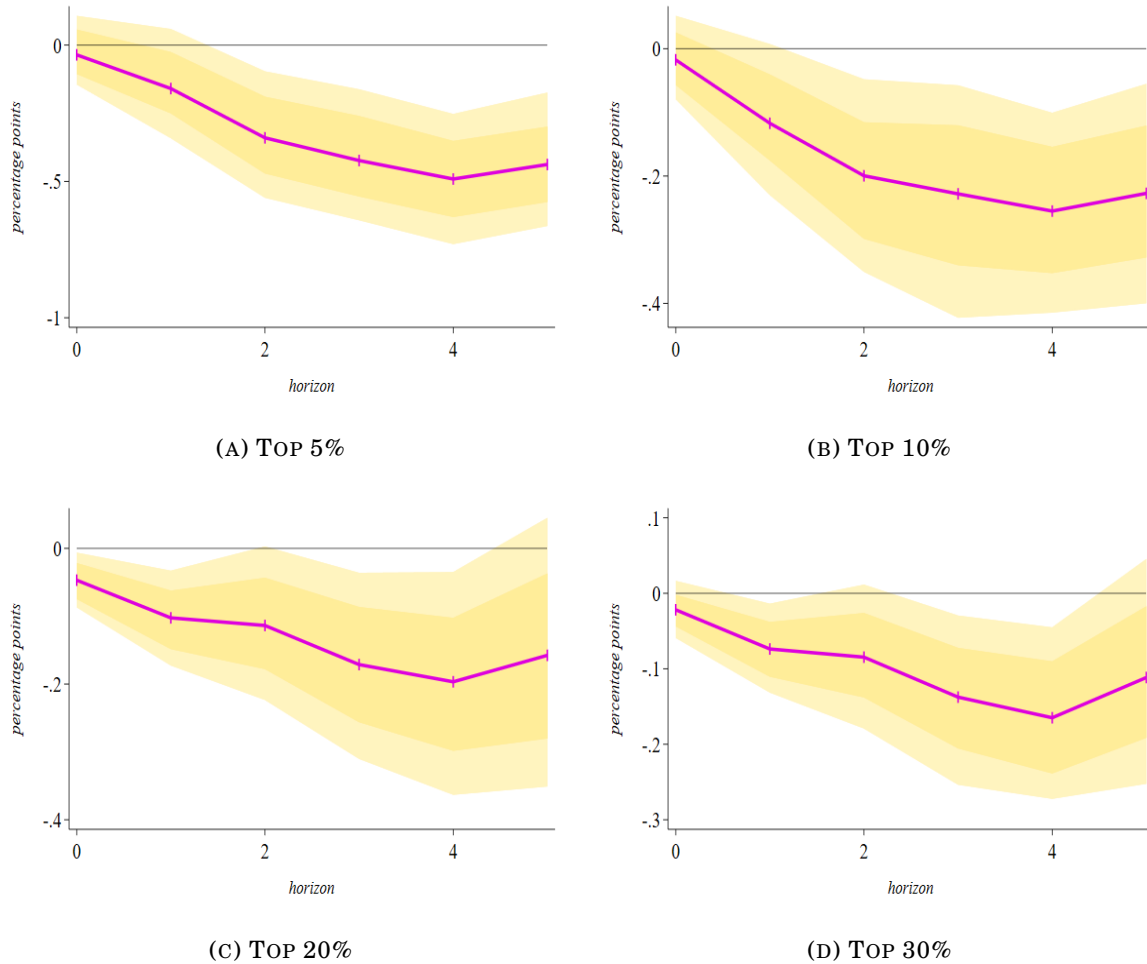 0
-.5
-1
percentage points
0 2 4
horizon
(A) TOP 5%
0
-.2
-.4
percentage points
0 2 4
horizon
(B) TOP 10%
0
-.2
-.4
percentage points
0 2 4
horizon
(C) TOP 20%
.1
0
-.1
-.2
-.3
percentage points
0 2 4
horizon
(D) TOP 30%